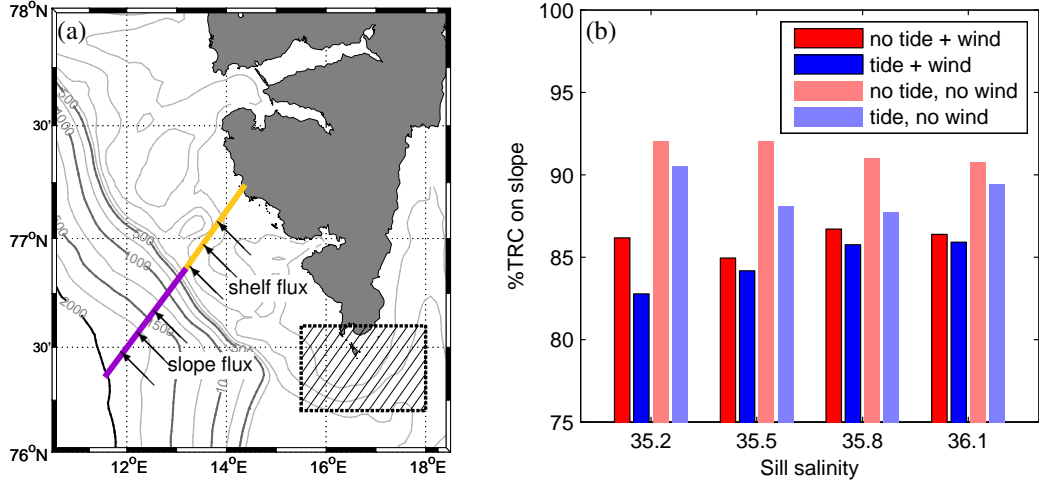 (a)
78°N
30'
77°N
30'
76°N
12°E
14°E
16°E
18°E
500
1000
500
1000
2000
shelf flux
slope flux
(b)
%TRC on slope
100
95
90
85
80
75
no tide + wind
tide + wind
no tide, no wind
tide, no wind
35.2
35.5
35.8
36.1
Sill salinity